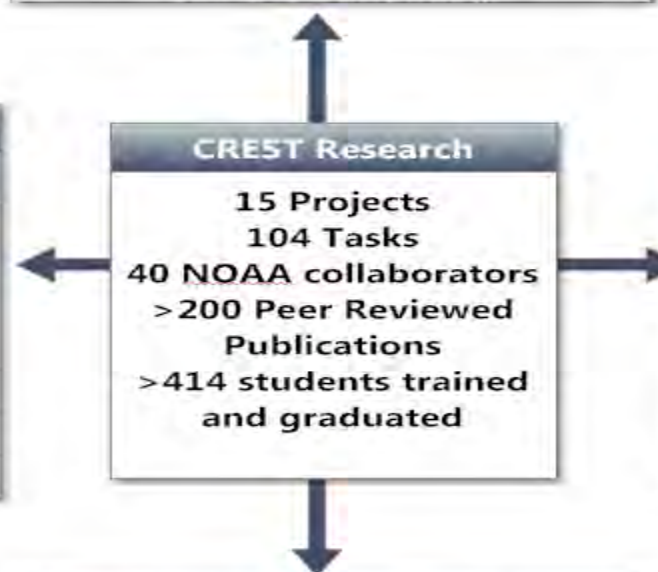 CREST Research
15 Projects
104 Tasks
40 NOAA collaborators
>200 Peer Reviewed
Publications
>414 students trained
and graduated